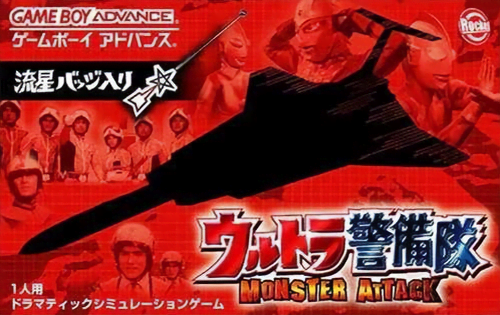 GAME BOY ADVANCE
ゲームボーイ アドバンス®
流星バッヂ入り
Rocket
ウルトラ警備隊
MONSTER ATTACK
1人用
ドラマティックシミュレーションゲーム